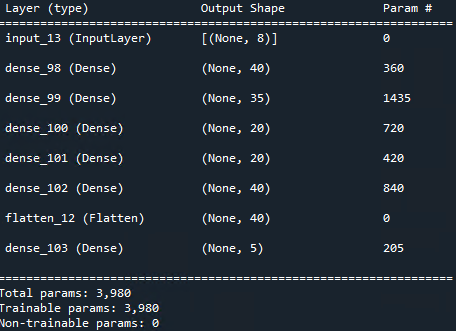 Layer (type) Output Shape Param #
=================================================================
input_13 (InputLayer) [(None, 8)] 0
dense_98 (Dense) (None, 40) 360
dense_99 (Dense) (None, 35) 1435
dense_100 (Dense) (None, 20) 720
dense_101 (Dense) (None, 20) 420
dense_102 (Dense) (None, 40) 840
flatten_12 (Flatten) (None, 40) 0
dense_103 (Dense) (None, 5) 205
=================================================================
Total params: 3,980
Trainable params: 3,980
Non-trainable params: 0